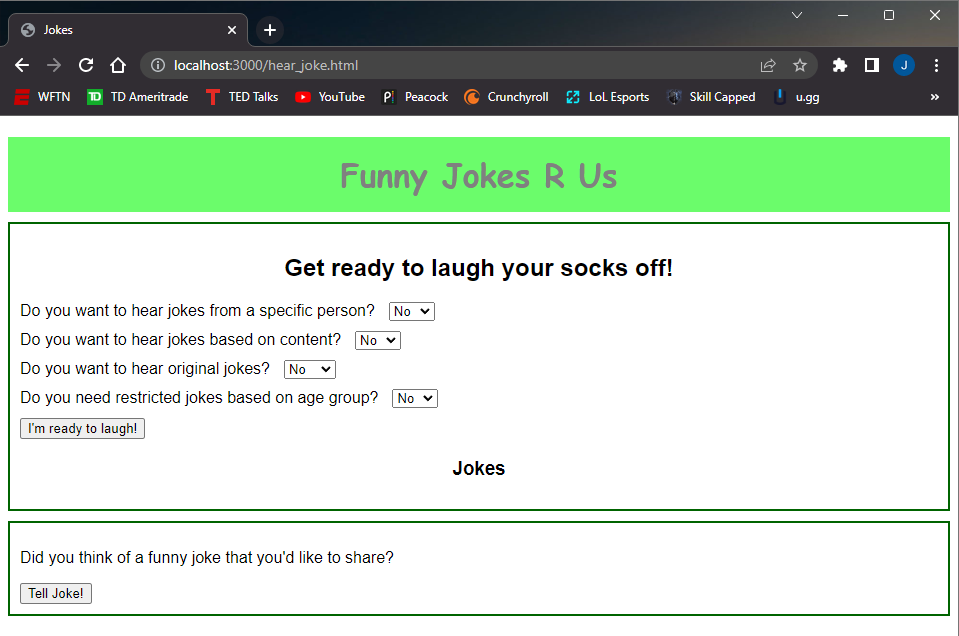 Jokes
localhost:3000/hear_joke.html
J
WFTN TD TD Ameritrade TED Talks YouTube P Peacock Crunchyroll LoL Esports Skill Capped u.gg »
Funny Jokes R Us
Get ready to laugh your socks off!
Do you want to hear jokes from a specific person? No
Do you want to hear jokes based on content? No
Do you want to hear original jokes? No
Do you need restricted jokes based on age group? No
I'm ready to laugh!
Jokes
Did you think of a funny joke that you'd like to share?
Tell Joke!